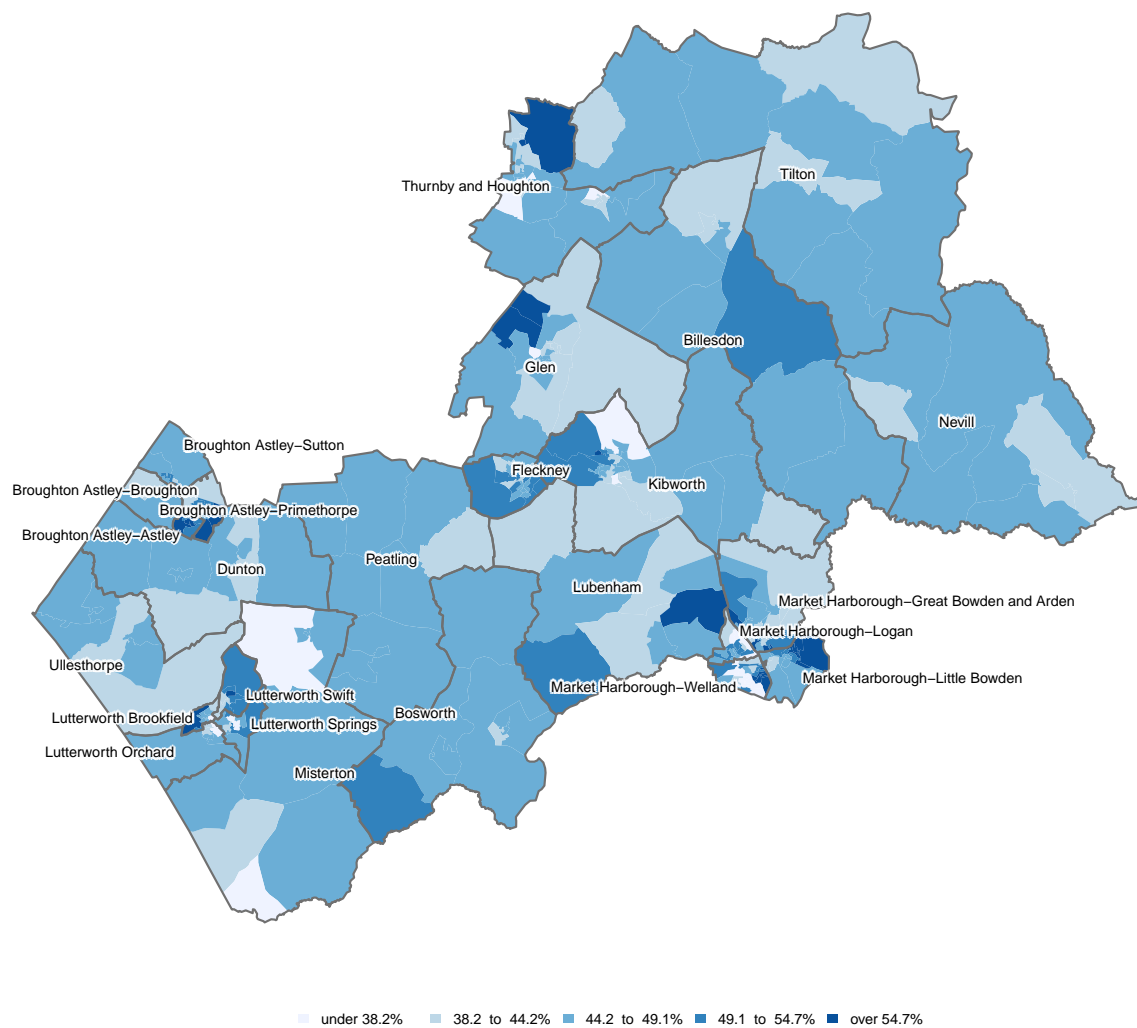 Tilton
Thurnby and Houghton
Billesdon
Glen
Nevill
Broughton Astley−Sutton
Fleckney
Kibworth
Broughton Astley−Broughton
Broughton Astley−Primethorpe
Broughton Astley−Astley
Peatling
Dunton
Lubenham
Market Harborough−Great Bowden and Arden
Market Harborough−Logan
Ullesthorpe
Market Harborough−Little Bowden
Market Harborough−Welland
Lutterworth Swift
Bosworth
Lutterworth Brookfield
Lutterworth Springs
Lutterworth Orchard
Misterton
under 38.2% 38.2 to 44.2% 44.2 to 49.1% 49.1 to 54.7% over 54.7%